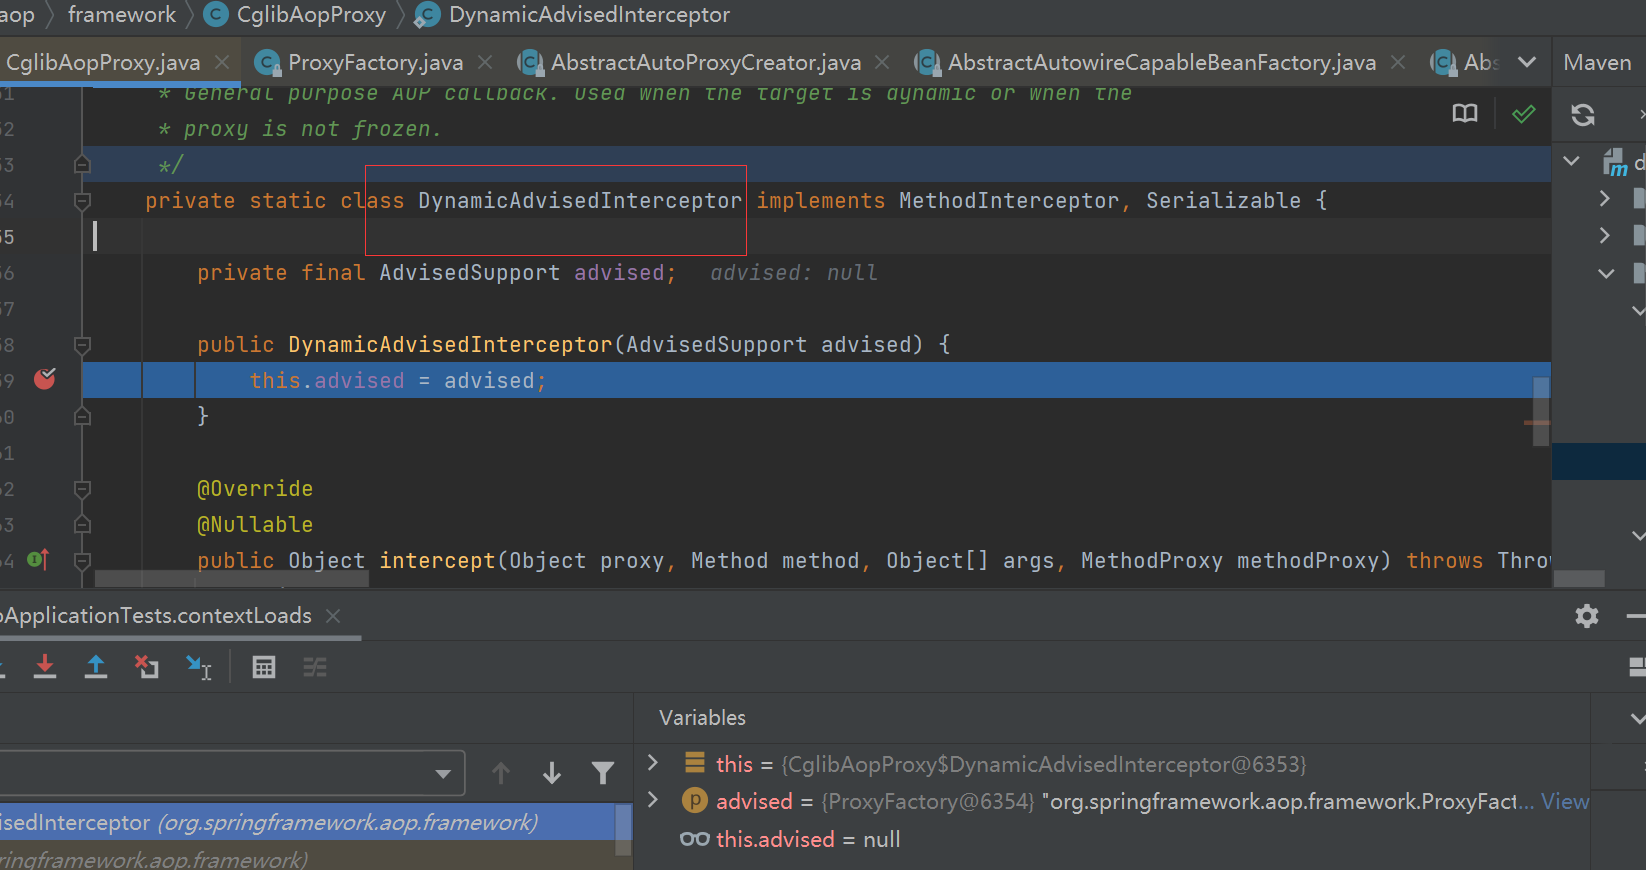 aop framework CglibAopProxy DynamicAdvisedInterceptor
CglibAopProxy.java ProxyFactory.java AbstractAutoProxyCreator.java AbstractAutowireCapableBeanFactory.java Abs Maven
* General purpose AOP callback. Used when the target is dynamic or when the
* proxy is not frozen.
*/
private static class DynamicAdvisedInterceptor implements MethodInterceptor, Serializable {
private final AdvisedSupport advised; advised: null
public DynamicAdvisedInterceptor(AdvisedSupport advised) {
this.advised = advised;
}
@Override
@Nullable
public Object intercept(Object proxy, Method method, Object[] args, MethodProxy methodProxy) throws Throw
ApplicationTests.contextLoads
Variables
this = {CglibAopProxy$DynamicAdvisedInterceptor@6353}
advised = {ProxyFactory@6354} "org.springframework.aop.framework.ProxyFact... View
this.advised = null
isedInterceptor (org.springframework.aop.framework)
ringframework.aop.framework)